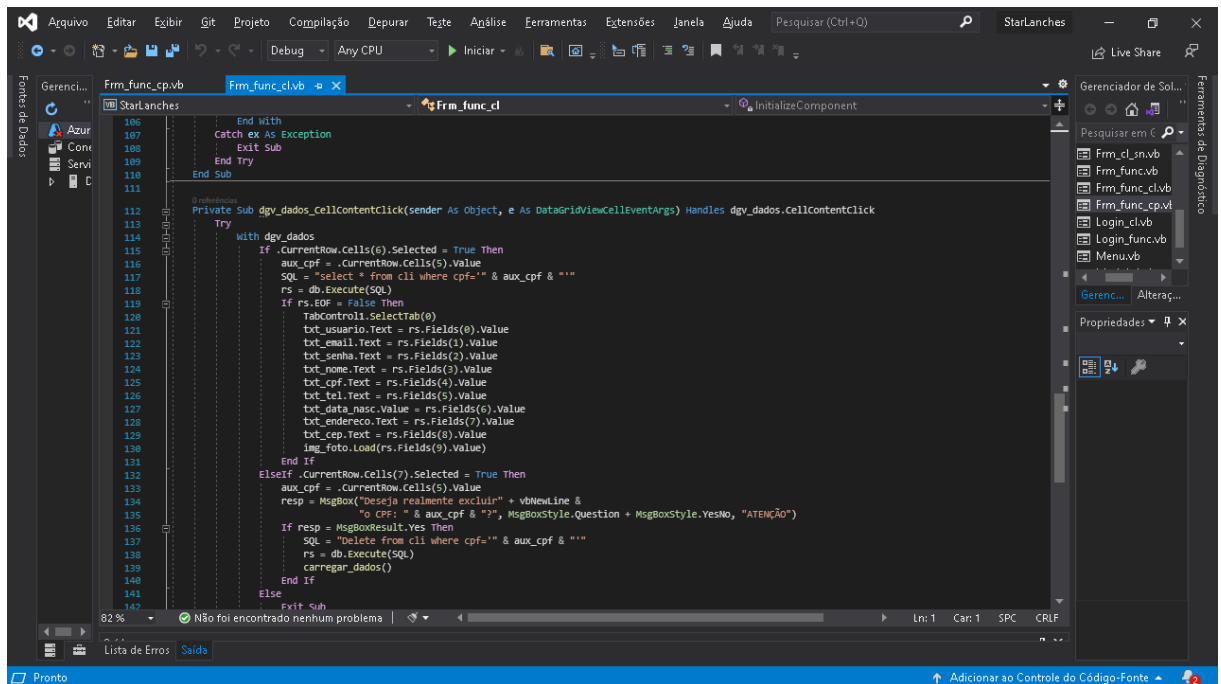 Arquivo Editar Exibir Git Projeto Compilação Depurar Teste Análise Ferramentas Extensões Janela Ajuda Pesquisar (Ctrl+Q) StarLanches
Debug Any CPU Iniciar Live Share
Fontes de Dados
Gerenci...
Azur
Cone
Servi
D
Frm_func_cp.vb Frm_func_cl.vb
StarLanches Frm_func_cl InitializeComponent
106 End With
107 Catch ex As Exception
108 Exit Sub
109 End Try
110 End Sub
111
0 referências
112 Private Sub dgv_dados_CellContentClick(sender As Object, e As DataGridViewCellEventArgs) Handles dgv_dados.CellContentClick
113 Try
114 With dgv_dados
115 If .CurrentRow.Cells(6).Selected = True Then
116 aux_cpf = .CurrentRow.Cells(5).Value
117 SQL = "select * from cli where cpf='" & aux_cpf & "'"
118 rs = db.Execute(SQL)
119 If rs.EOF = False Then
120 TabControl1.SelectTab(0)
121 txt_usuario.Text = rs.Fields(0).Value
122 txt_email.Text = rs.Fields(1).Value
123 txt_senha.Text = rs.Fields(2).Value
124 txt_nome.Text = rs.Fields(3).Value
125 txt_cpf.Text = rs.Fields(4).Value
126 txt_tel.Text = rs.Fields(5).Value
127 txt_data_nasc.Value = rs.Fields(6).Value
128 txt_endereco.Text = rs.Fields(7).Value
129 txt_cep.Text = rs.Fields(8).Value
130 img_foto.Load(rs.Fields(9).Value)
131 End If
132 ElseIf .CurrentRow.Cells(7).Selected = True Then
133 aux_cpf = .CurrentRow.Cells(5).Value
134 resp = MsgBox("Deseja realmente excluir" + vbNewLine &
135 "o CPF: " & aux_cpf & "?", MsgBoxStyle.Question + MsgBoxStyle.YesNo, "ATENÇÃO")
136 If resp = MsgBoxResult.Yes Then
137 SQL = "Delete from cli where cpf='" & aux_cpf & "'"
138 rs = db.Execute(SQL)
139 carregar_dados()
140 End If
141 Else
142 Exit Sub
82 % Não foi encontrado nenhum problema Ln: 1 Car: 1 SPC CRLF
Lista de Erros Saída
Gerenciador de Sol...
Pesquisar em
Frm_cl_sn.vb
Frm_func.vb
Frm_func_cl.vb
Frm_func_cp.vb
Login_cl.vb
Login_func.vb
Menu.vb
Gerenc... Alteraç...
Propriedades
Ferramentas de Diagnóstico
Pronto Adicionar ao Controle do Código-Fonte 2